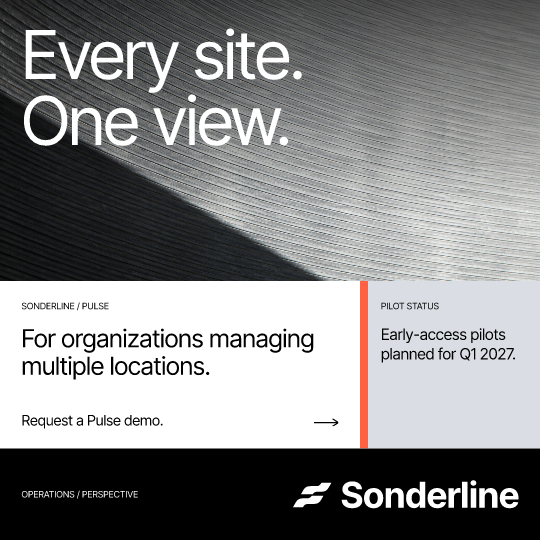 Every site.
One view.
SONDERLINE / PULSE
For organizations managing
multiple locations.
Request a Pulse demo.
PILOT STATUS
Early-access pilots
planned for Q1 2027.
OPERATIONS / PERSPECTIVE
Sonderline